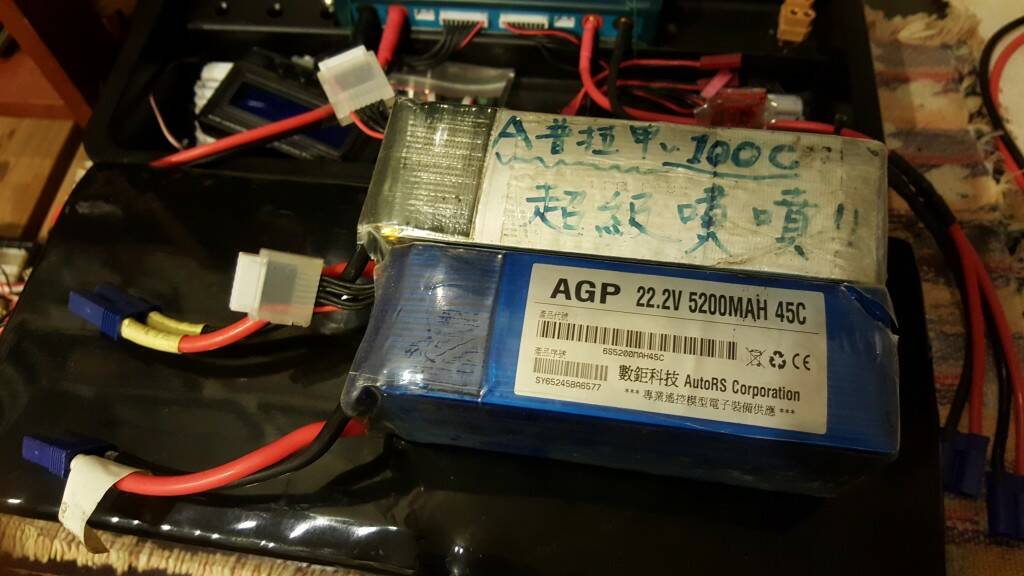 A普拉甲 100C
超級噴噴!!
AGP 22.2V 5200MAH 45C
產品代號
6S5200MAH45C
產品序號
SY65245BA6577
數鉅科技 AutoRS Corporation
*** 專業遙控模型電子裝備供應 ***